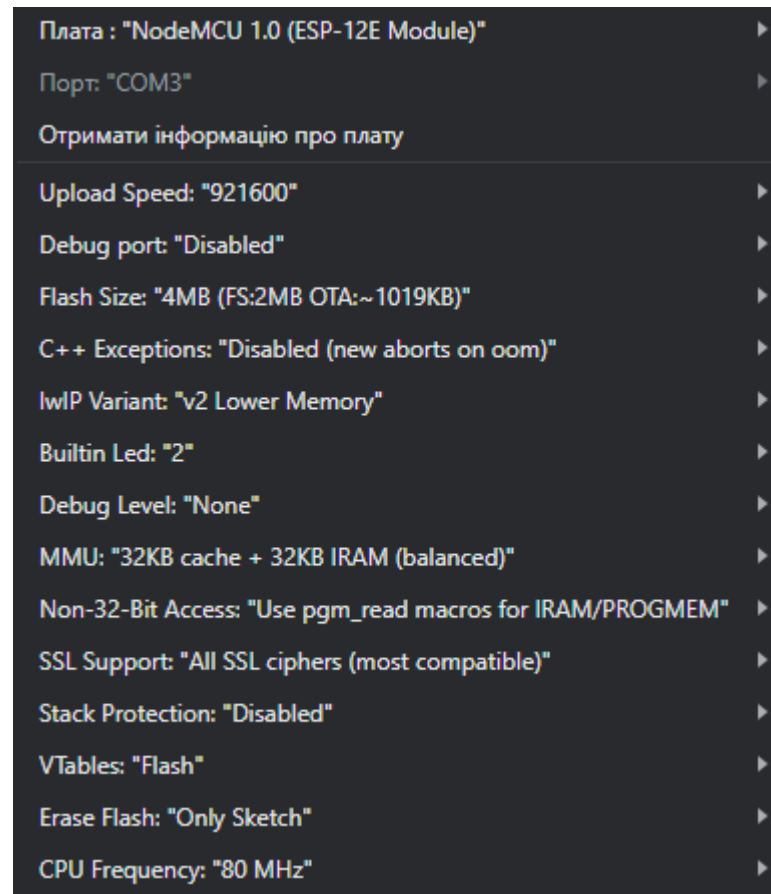 Плата : "NodeMCU 1.0 (ESP-12E Module)"
Порт: "COM3"
Отримати інформацію про плату
Upload Speed: "921600"
Debug port: "Disabled"
Flash Size: "4MB (FS:2MB OTA:~1019KB)"
C++ Exceptions: "Disabled (new aborts on oom)"
IwIP Variant: "v2 Lower Memory"
Builtin Led: "2"
Debug Level: "None"
MMU: "32KB cache + 32KB IRAM (balanced)"
Non-32-Bit Access: "Use pgm_read macros for IRAM/PROGMEM"
SSL Support: "All SSL ciphers (most compatible)"
Stack Protection: "Disabled"
VTables: "Flash"
Erase Flash: "Only Sketch"
CPU Frequency: "80 MHz"